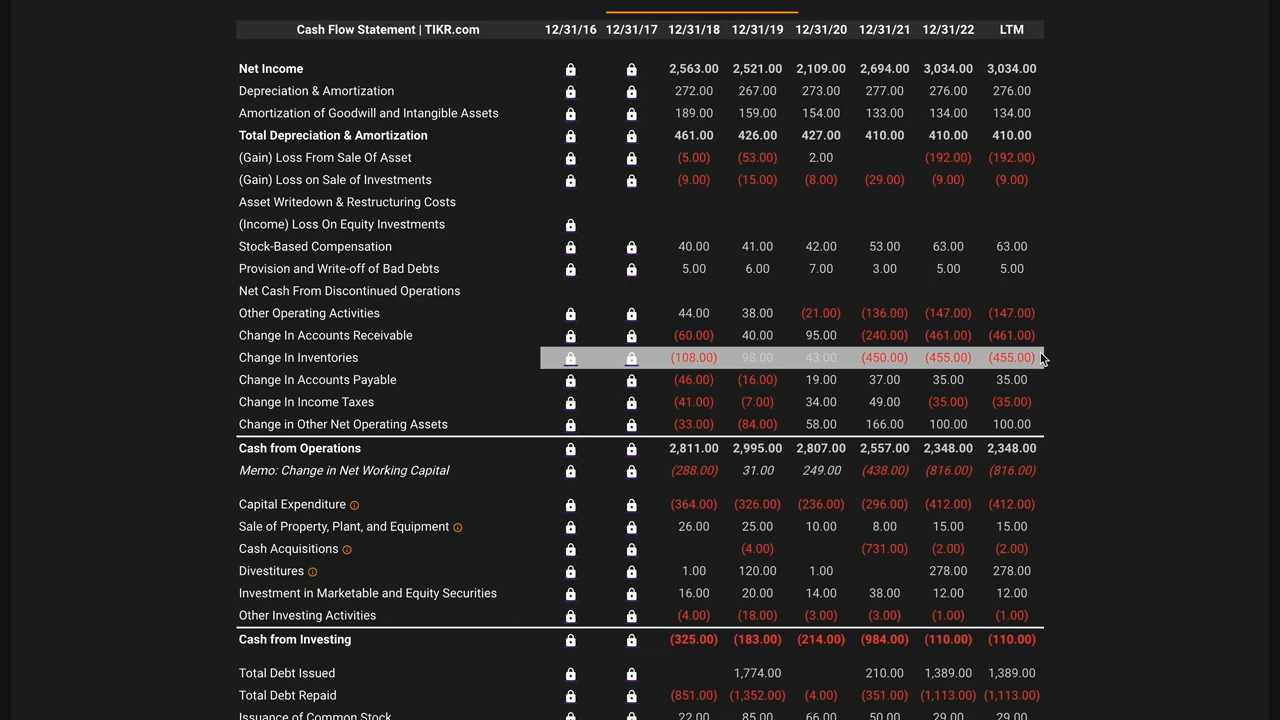 Cash Flow Statement | TIKR.com 12/31/16 12/31/17 12/31/18 12/31/19 12/31/20 12/31/21 12/31/22 LTM
Net Income 2,563.00 2,521.00 2,109.00 2,694.00 3,034.00 3,034.00
Depreciation & Amortization 272.00 267.00 273.00 277.00 276.00 276.00
Amortization of Goodwill and Intangible Assets 189.00 159.00 154.00 133.00 134.00 134.00
Total Depreciation & Amortization 461.00 426.00 427.00 410.00 410.00 410.00
(Gain) Loss From Sale Of Asset (5.00) (53.00) 2.00 (192.00) (192.00)
(Gain) Loss on Sale of Investments (9.00) (15.00) (8.00) (29.00) (9.00) (9.00)
Asset Writedown & Restructuring Costs
(Income) Loss On Equity Investments
Stock-Based Compensation 40.00 41.00 42.00 53.00 63.00 63.00
Provision and Write-off of Bad Debts 5.00 6.00 7.00 3.00 5.00 5.00
Net Cash From Discontinued Operations
Other Operating Activities 44.00 38.00 (21.00) (136.00) (147.00) (147.00)
Change In Accounts Receivable (60.00) 40.00 95.00 (240.00) (461.00) (461.00)
Change In Inventories (108.00) 98.00 43.00 (450.00) (455.00) (455.00)
Change In Accounts Payable (46.00) (16.00) 19.00 37.00 35.00 35.00
Change In Income Taxes (41.00) (7.00) 34.00 49.00 (35.00) (35.00)
Change in Other Net Operating Assets (33.00) (84.00) 58.00 166.00 100.00 100.00
Cash from Operations 2,811.00 2,995.00 2,807.00 2,557.00 2,348.00 2,348.00
Memo: Change in Net Working Capital (288.00) 31.00 249.00 (438.00) (816.00) (816.00)
Capital Expenditure (364.00) (326.00) (236.00) (296.00) (412.00) (412.00)
Sale of Property, Plant, and Equipment 26.00 25.00 10.00 8.00 15.00 15.00
Cash Acquisitions (4.00) (731.00) (2.00) (2.00)
Divestitures 1.00 120.00 1.00 278.00 278.00
Investment in Marketable and Equity Securities 16.00 20.00 14.00 38.00 12.00 12.00
Other Investing Activities (4.00) (18.00) (3.00) (3.00) (1.00) (1.00)
Cash from Investing (325.00) (183.00) (214.00) (984.00) (110.00) (110.00)
Total Debt Issued 1,774.00 210.00 1,389.00 1,389.00
Total Debt Repaid (851.00) (1,352.00) (4.00) (351.00) (1,113.00) (1,113.00)
Issuance of Common Stock 22.00 85.00 66.00 50.00 29.00 29.00